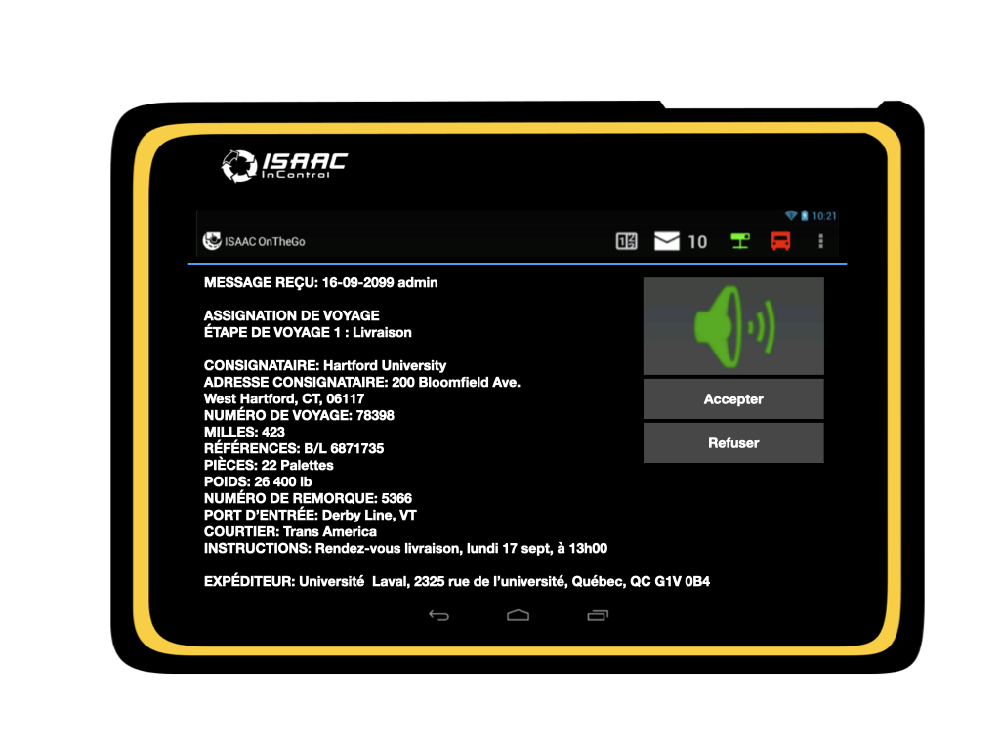 ISAAC
InControl
10:21
ISAAC OnTheGo
10
MESSAGE REÇU: 16-09-2099 admin
ASSIGNATION DE VOYAGE
ÉTAPE DE VOYAGE 1 : Livraison
CONSIGNATAIRE: Hartford University
ADRESSE CONSIGNATAIRE: 200 Bloomfield Ave.
West Hartford, CT, 06117
NUMÉRO DE VOYAGE: 78398
MILLES: 423
RÉFÉRENCES: B/L 6871735
PIÈCES: 22 Palettes
POIDS: 26 400 lb
NUMÉRO DE REMORQUE: 5366
PORT D’ENTRÉE: Derby Line, VT
COURTIER: Trans America
INSTRUCTIONS: Rendez-vous livraison, lundi 17 sept, à 13h00
EXPÉDITEUR: Université Laval, 2325 rue de l’université, Québec, QC G1V 0B4
Accepter
Refuser